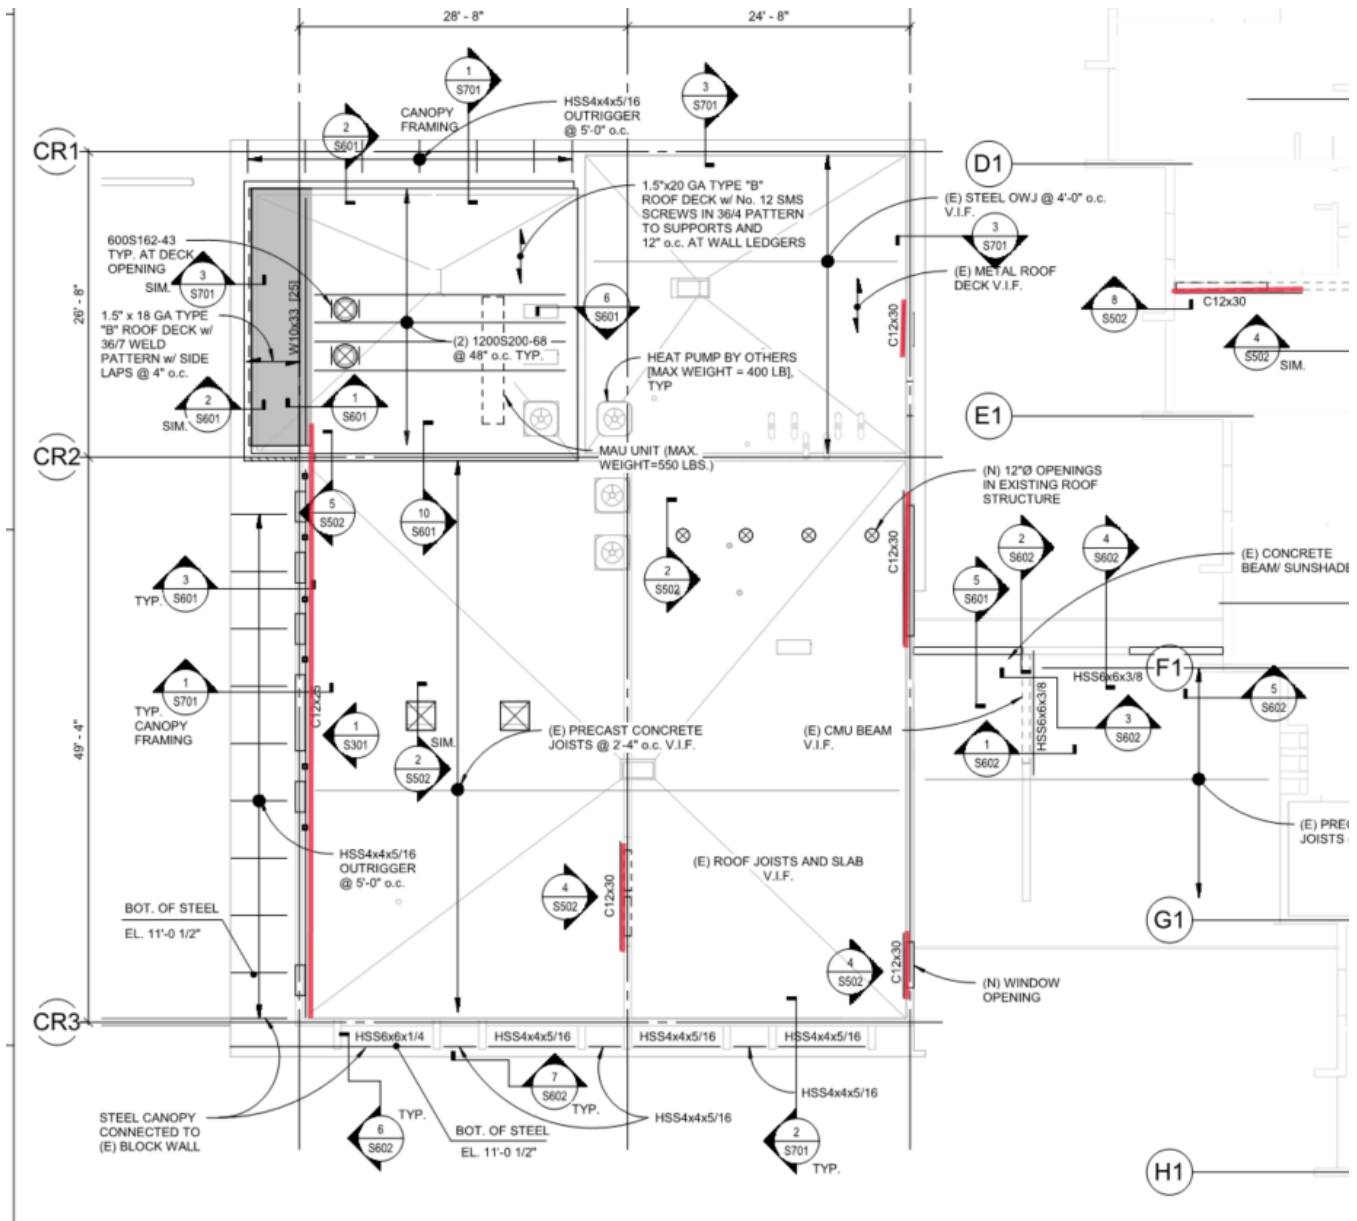 28' - 8"
24' - 8"
1
S701
3
S701
2
S601
CANOPY
FRAMING
HSS4x4x5/16
OUTRIGGER
@ 5'-0" o.c.
CR1
D1
1.5"x20 GA TYPE "B"
ROOF DECK w/ No. 12 SMS
SCREWS IN 36/4 PATTERN
TO SUPPORTS AND
12" o.c. AT WALL LEDGERS
(E) STEEL OWJ @ 4'-0" o.c.
V.I.F.
3
S701
600S162-43
TYP. AT DECK
OPENING
3
S701
SIM.
(E) METAL ROOF
DECK V.I.F.
26' - 8"
W10x33 [25]
6
S601
C12x30
8
S502
C12x30
4
S502
SIM.
1.5" x 18 GA TYPE
"B" ROOF DECK w/
36/7 WELD
PATTERN w/ SIDE
LAPS @ 4" o.c.
(2) 1200S200-68
@ 48" o.c. TYP.
HEAT PUMP BY OTHERS
[MAX WEIGHT = 400 LB],
TYP
2
S601
SIM.
1
S601
E1
CR2
MAU UNIT (MAX.
WEIGHT=550 LBS.)
(N) 12"Ø OPENINGS
IN EXISTING ROOF
STRUCTURE
5
S502
10
S601
C12x30
2
S602
4
S602
(E) CONCRETE
BEAM/ SUNSHADE
3
S601
TYP.
2
S502
5
S601
F1
HSS6x6x3/8
1
S701
TYP.
CANOPY
FRAMING
C12x25
5
S602
HSS6x6x3/8
3
S602
49' - 4"
1
S301
SIM.
2
S502
(E) PRECAST CONCRETE
JOISTS @ 2'-4" o.c. V.I.F.
(E) CMU BEAM
V.I.F.
1
S602
(E) PREC
JOISTS
HSS4x4x5/16
OUTRIGGER
@ 5'-0" o.c.
(E) ROOF JOISTS AND SLAB
V.I.F.
4
S502
C12x30
BOT. OF STEEL
EL. 11'-0 1/2"
G1
4
S502
C12x30
(N) WINDOW
OPENING
CR3
HSS6x6x1/4
HSS4x4x5/16
HSS4x4x5/16
HSS4x4x5/16
7
S602
TYP.
HSS4x4x5/16
HSS4x4x5/16
STEEL CANOPY
CONNECTED TO
(E) BLOCK WALL
6
S602
TYP.
BOT. OF STEEL
EL. 11'-0 1/2"
2
S701
TYP.
H1